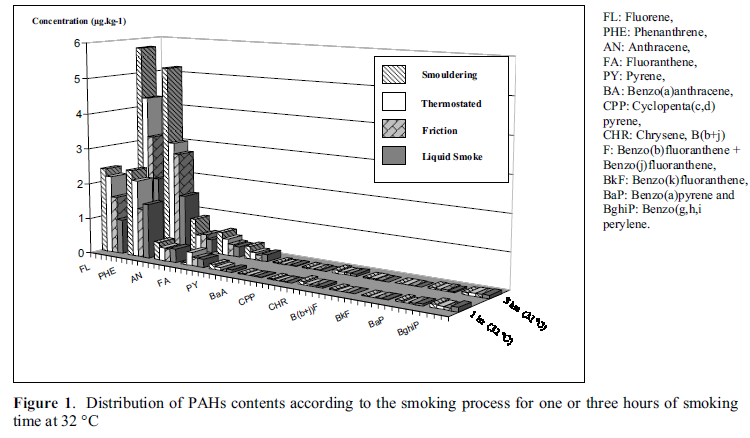 Concentration (µg.kg-1)
6
5
4
3
2
1
0
FL
PHE
AN
FA
PY
BaA
CPP
CHR
B(b+j)F
BkF
BaP
BghiP
1 hr (32 °C)
3 hrs (32 °C)
Smouldering
Thermostated
Friction
Liquid Smoke
FL: Fluorene,
PHE: Phenanthrene,
AN: Anthracene,
FA: Fluoranthene,
PY: Pyrene,
BA: Benzo(a)anthracene,
CPP: Cyclopenta(c,d)
pyrene,
CHR: Chrysene, B(b+j)
F: Benzo(b)fluoranthene +
Benzo(j)fluoranthene,
BkF: Benzo(k)fluoranthene,
BaP: Benzo(a)pyrene and
BghiP: Benzo(g,h,i
perylene.
Figure 1. Distribution of PAHs contents according to the smoking process for one or three hours of smoking
time at 32 °C